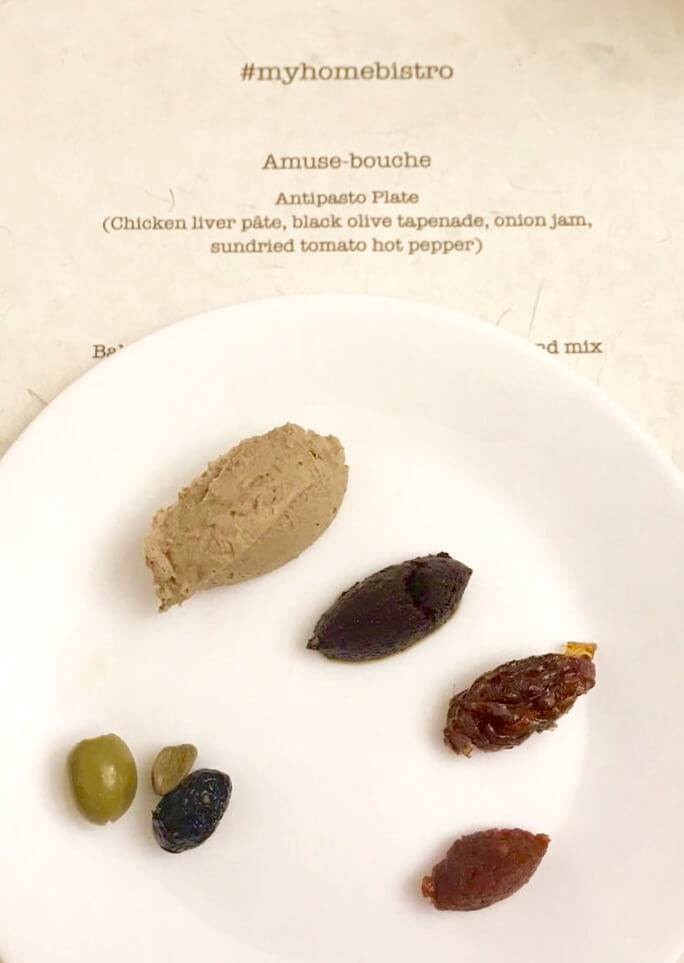 #myhomebistro
Amuse-bouche
Antipasto Plate
(Chicken liver pâte, black olive tapenade, onion jam,
sundried tomato hot pepper)
mix